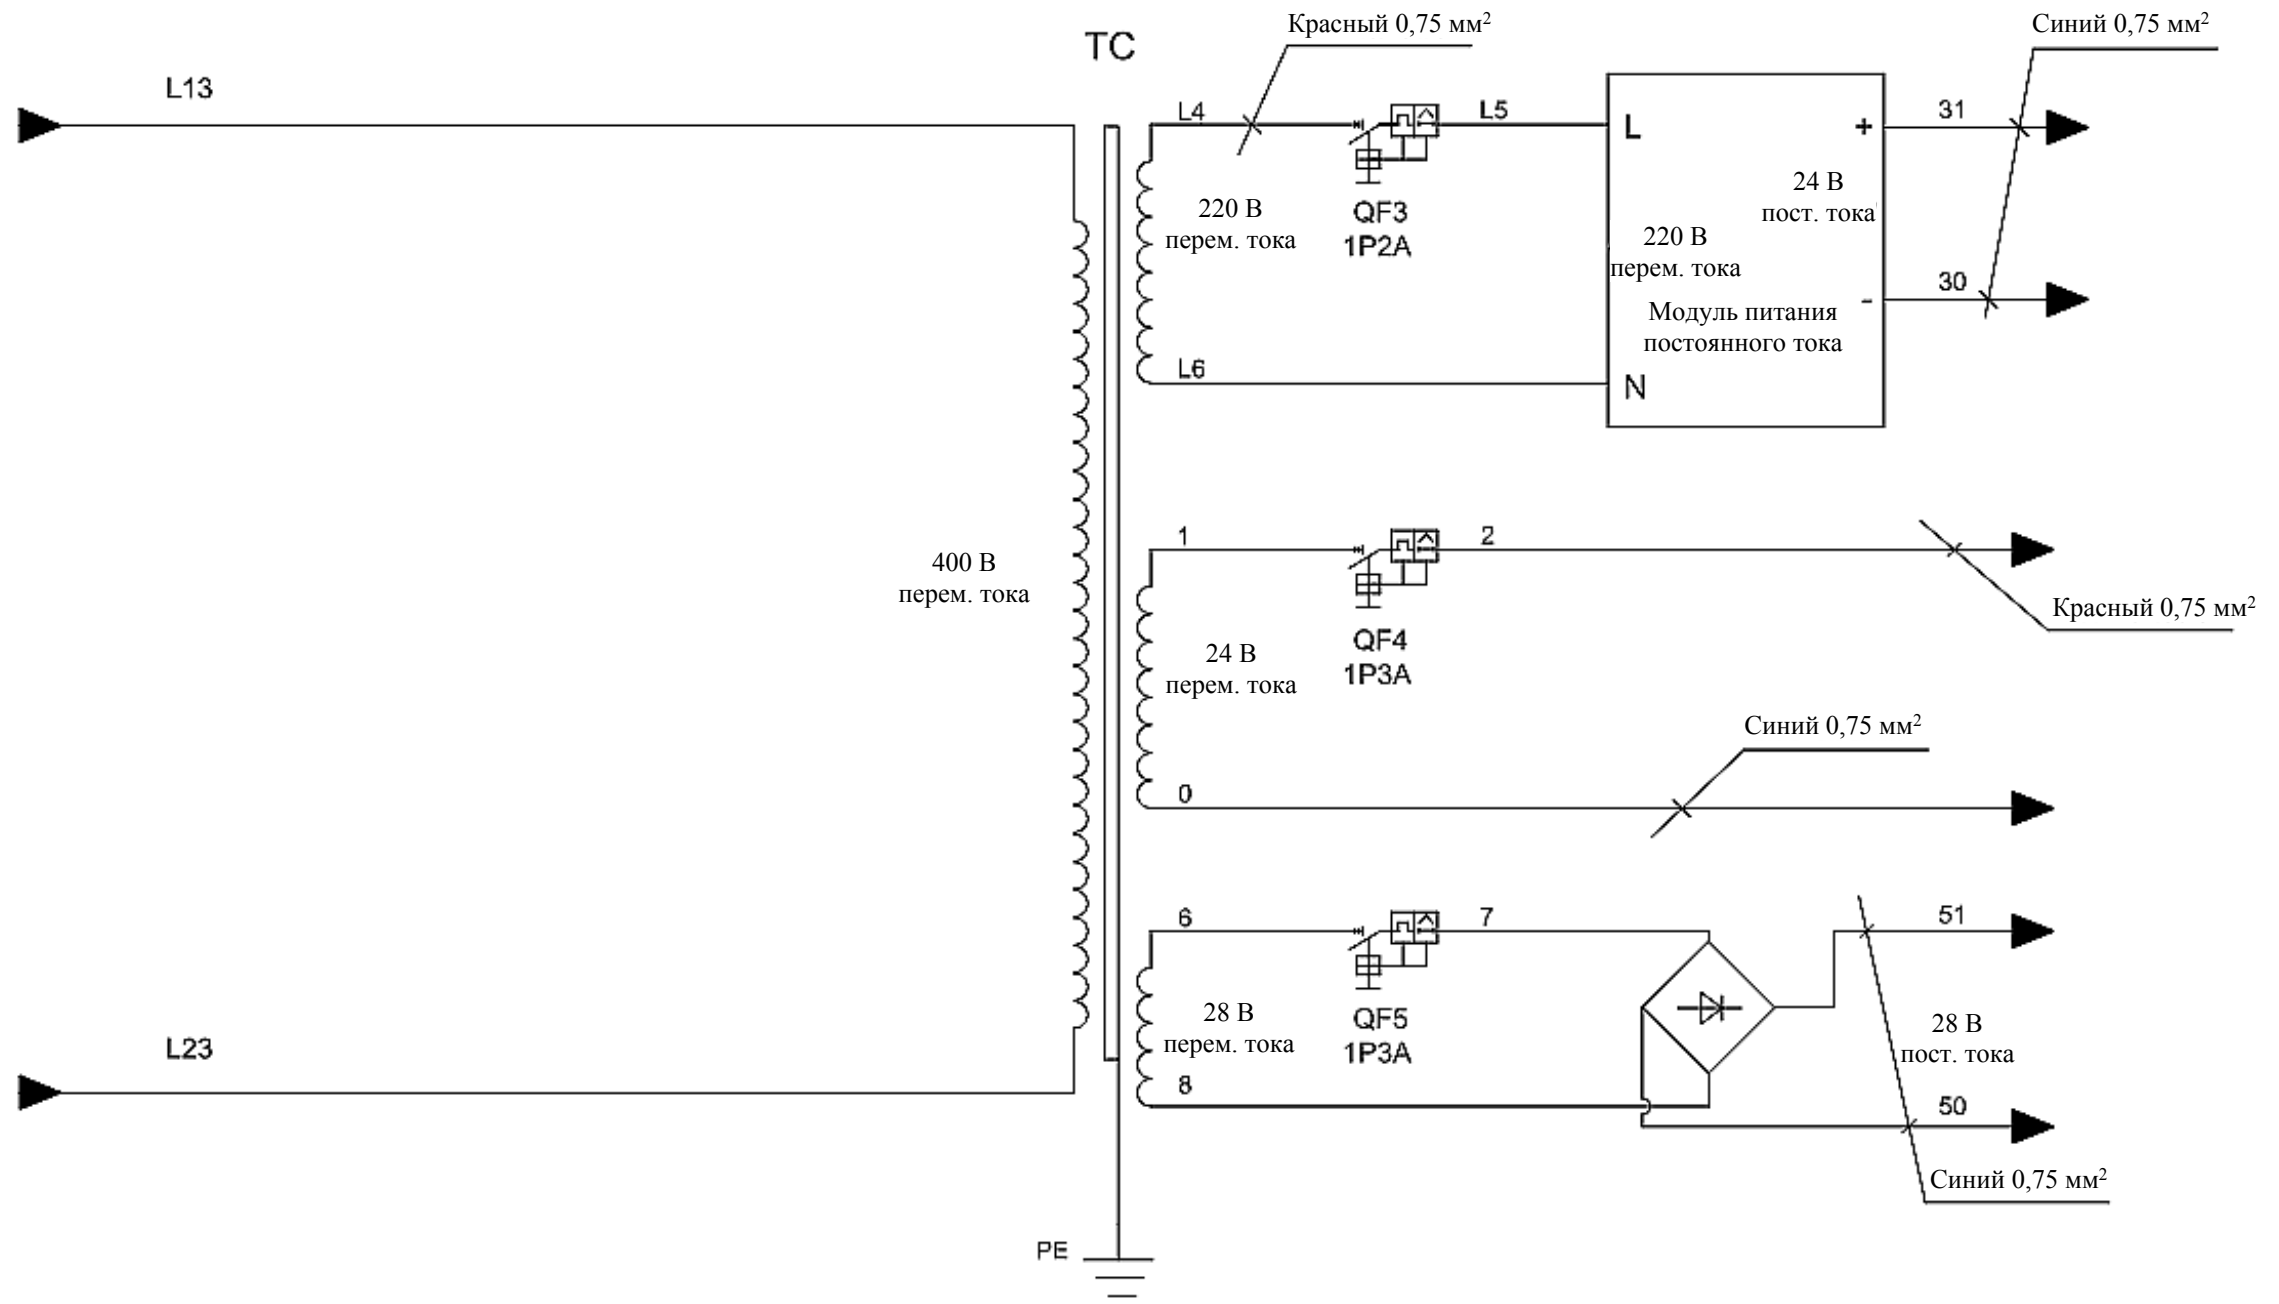 Красный 0,75 мм²
Синий 0,75 мм²
TC
L13
L4
L5
L
+
31
24 В
пост. тока
220 В
перем. тока
QF3
1P2A
220 В
перем. тока
30
-
Модуль питания
постоянного тока
L6
N
1
2
400 В
перем. тока
Красный 0,75 мм²
24 В
перем. тока
QF4
1P3A
Синий 0,75 мм²
0
6
7
51
28 В
перем. тока
QF5
1P3A
28 В
пост. тока
L23
8
50
Синий 0,75 мм²
PE